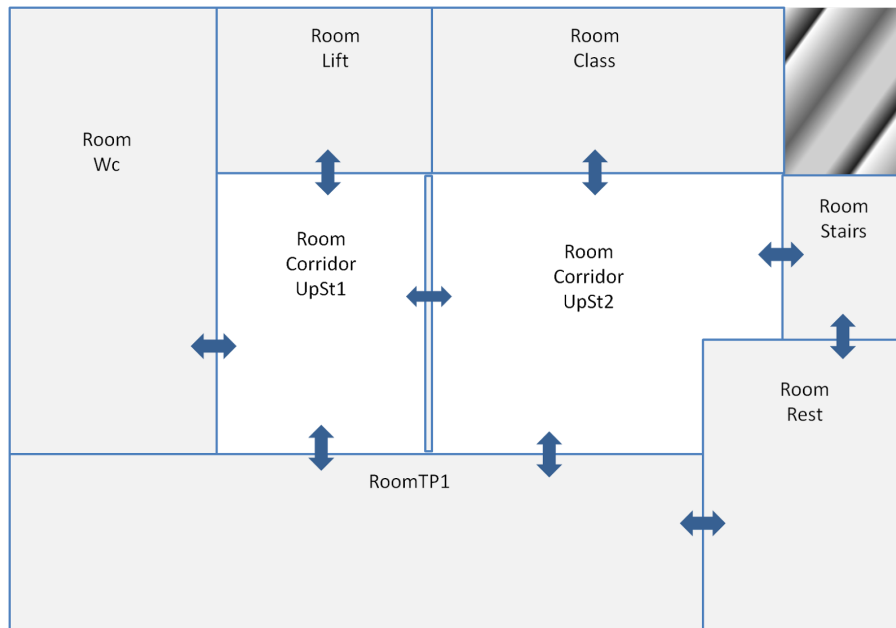 Room
Lift
Room
Class
Room
Wc
Room
Stairs
Room
Corridor
UpSt1
Room
Corridor
UpSt2
Room
Rest
RoomTP1